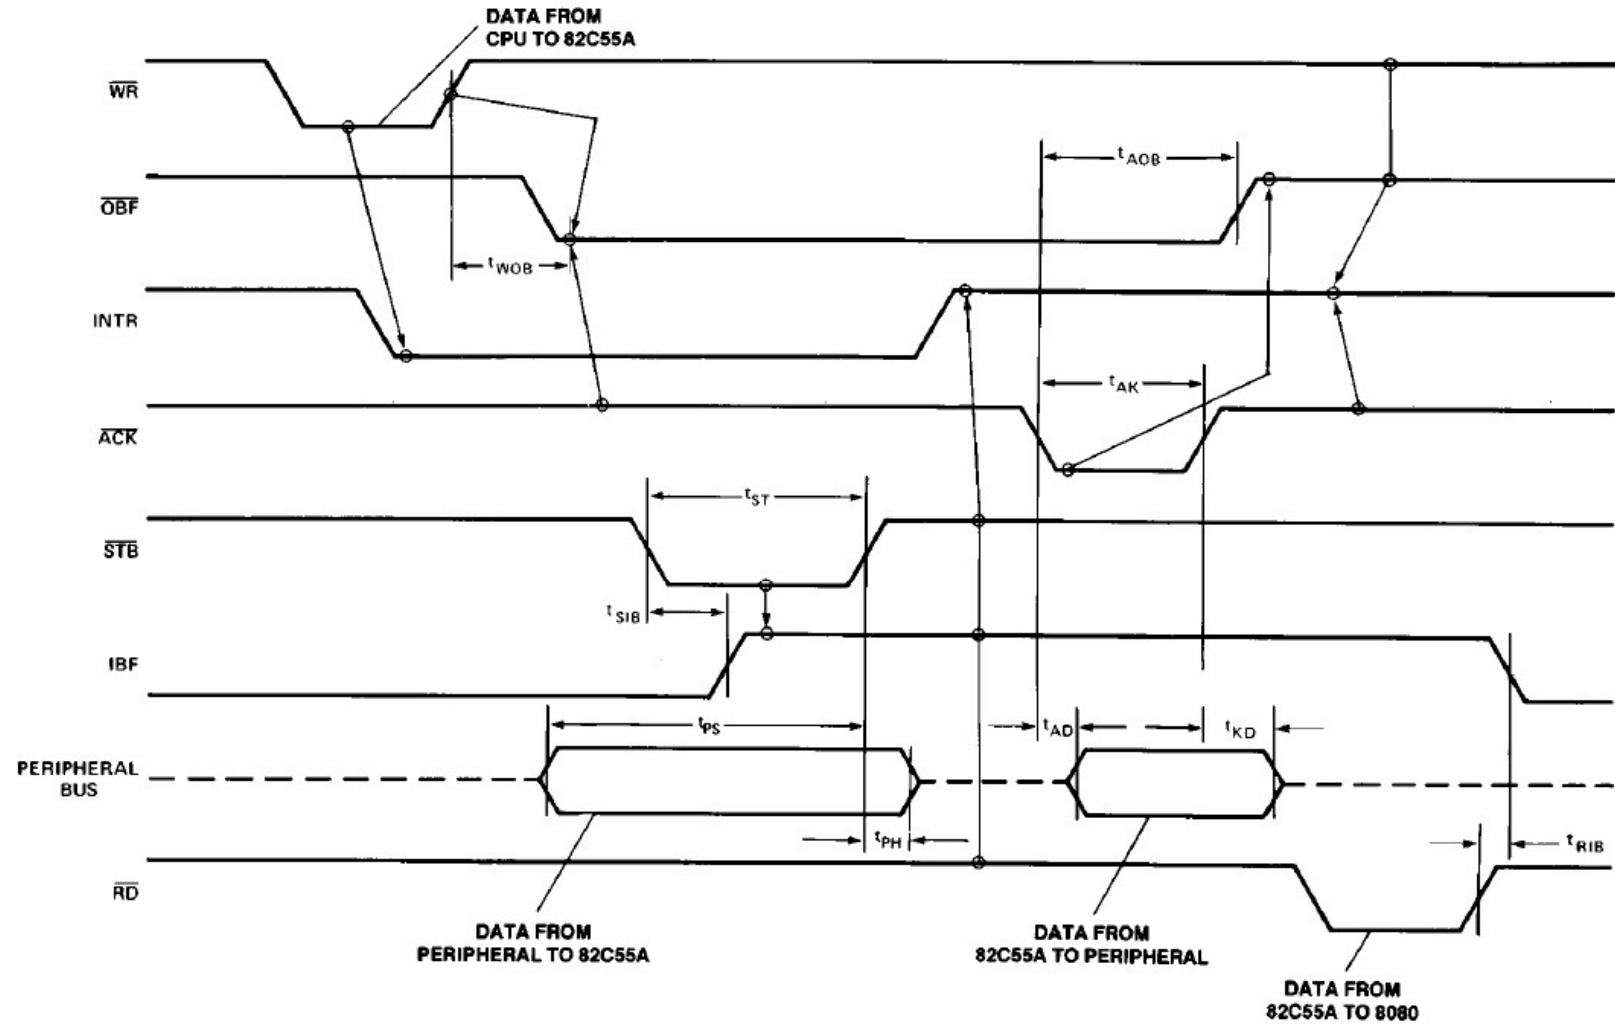 DATA FROM
CPU TO 82C55A
WR
tAOB
OBF
tWOB
INTR
tAK
ACK
tST
STB
tSIB
IBF
tPS
tAD
tKD
PERIPHERAL
BUS
tPH
tRIB
RD
DATA FROM
PERIPHERAL TO 82C55A
DATA FROM
82C55A TO PERIPHERAL
DATA FROM
82C55A TO 8080